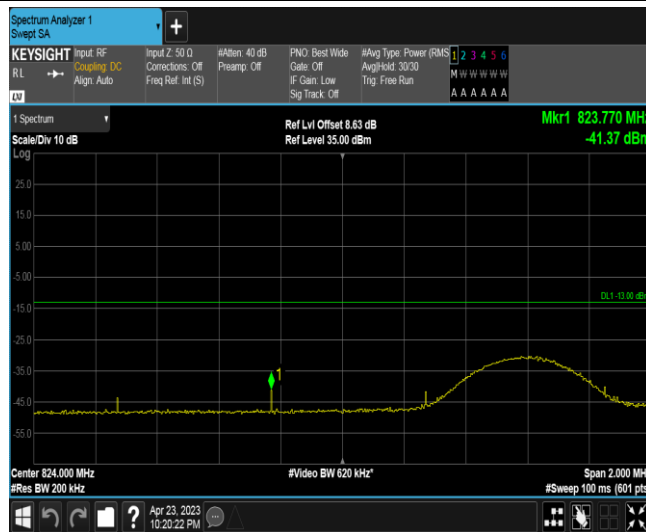 Spectrum Analyzer 1
Swept SA
KEYSIGHT
RL
LXI
Input: RF
Coupling: DC
Align: Auto
Input Z: 50 Ω
Corrections: Off
Freq Ref: Int (S)
#Atten: 40 dB
Preamp: Off
PNO: Best Wide
Gate: Off
IF Gain: Low
Sig Track: Off
#Avg Type: Power (RMS
Avg|Hold: 30/30
Trig: Free Run
1 2 3 4 5 6
M W W W W W
A A A A A A
1 Spectrum
Scale/Div 10 dB
Ref Lvl Offset 8.63 dB
Ref Level 35.00 dBm
Mkr1 823.770 MHz
-41.37 dBm
Log
25.0
15.0
5.00
-5.00
DL1 -13.00 dBm
-15.0
-25.0
-35.0
1
-45.0
-55.0
Center 824.000 MHz
#Video BW 620 kHz*
Span 2.000 MH
#Res BW 200 kHz
#Sweep 100 ms (601 pts
?
Apr 23, 2023
10:20:22 PM